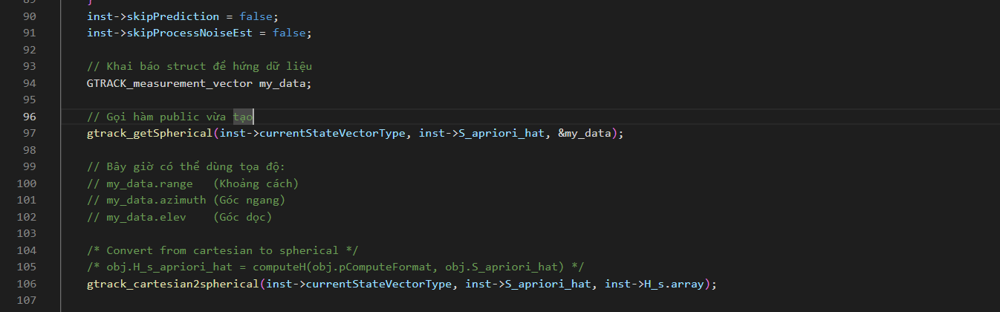 89 }
90 inst->skipPrediction = false;
91 inst->skipProcessNoiseEst = false;
92
93 // Khai báo struct để hứng dữ liệu
94 GTRACK_measurement_vector my_data;
95
96 // Gọi hàm public vừa tạo
97 gtrack_getSpherical(inst->currentStateVectorType, inst->S_apriori_hat, &my_data);
98
99 // Bây giờ có thể dùng tọa độ:
100 // my_data.range   (Khoảng cách)
101 // my_data.azimuth (Góc ngang)
102 // my_data.elev    (Góc dọc)
103
104 /* Convert from cartesian to spherical */
105 /* obj.H_s_apriori_hat = computeH(obj.pComputeFormat, obj.S_apriori_hat) */
106 gtrack_cartesian2spherical(inst->currentStateVectorType, inst->S_apriori_hat, inst->H_s.array);
107